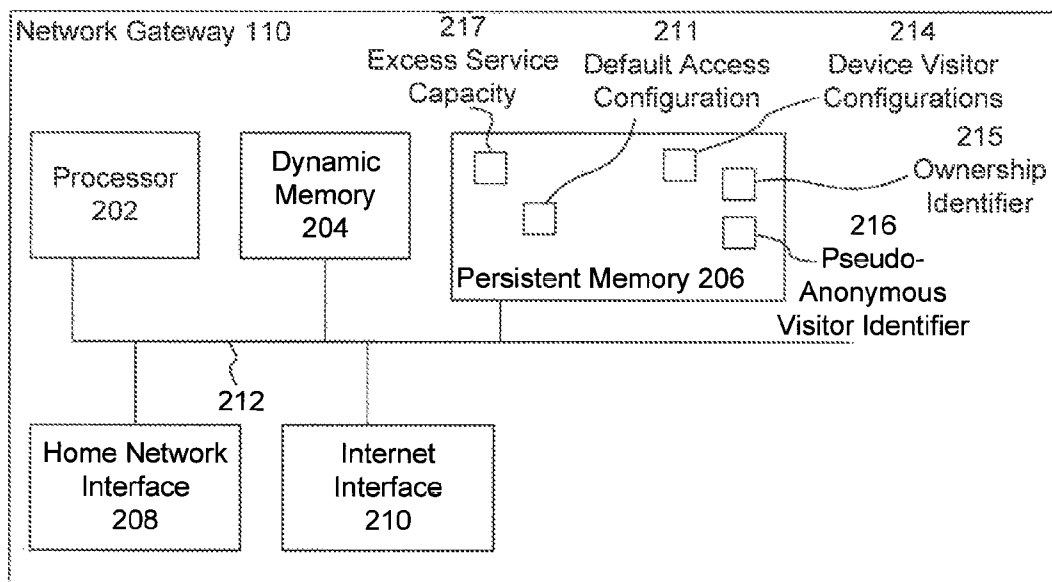 Network Gateway 110
217
Excess Service
Capacity
211
Default Access
Configuration
214
Device Visitor
Configurations
215
Ownership
Identifier
216
Pseudo-
Anonymous
Visitor Identifier
Processor
202
Dynamic
Memory
204
Persistent Memory 206
212
Home Network
Interface
208
Internet
Interface
210